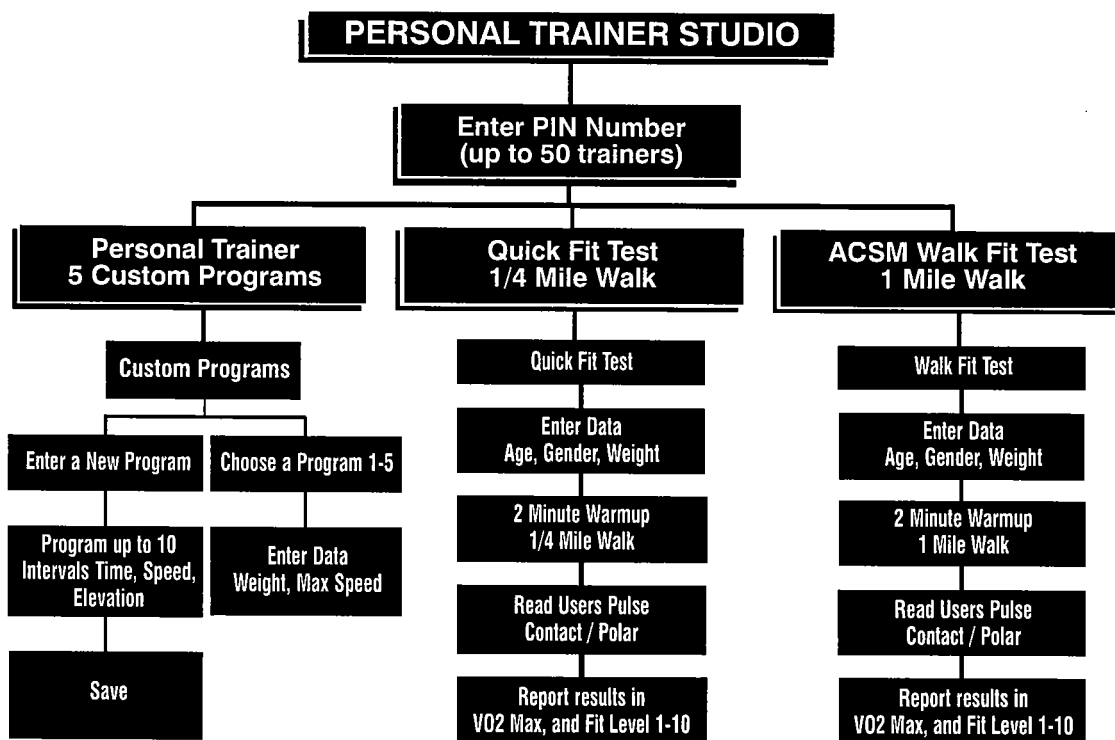 PERSONAL TRAINER STUDIO
Enter PIN Number
(up to 50 trainers)
Personal Trainer
5 Custom Programs
Custom Programs
Enter a New Program
Program up to 10
Intervals Time, Speed,
Elevation
Save
Choose a Program 1-5
Enter Data
Weight, Max Speed
Quick Fit Test
1/4 Mile Walk
Quick Fit Test
Enter Data
Age, Gender, Weight
2 Minute Warmup
1/4 Mile Walk
Read Users Pulse
Contact / Polar
Report results in
VO2 Max, and Fit Level 1-10
ACSM Walk Fit Test
1 Mile Walk
Walk Fit Test
Enter Data
Age, Gender, Weight
2 Minute Warmup
1 Mile Walk
Read Users Pulse
Contact / Polar
Report results in
VO2 Max, and Fit Level 1-10